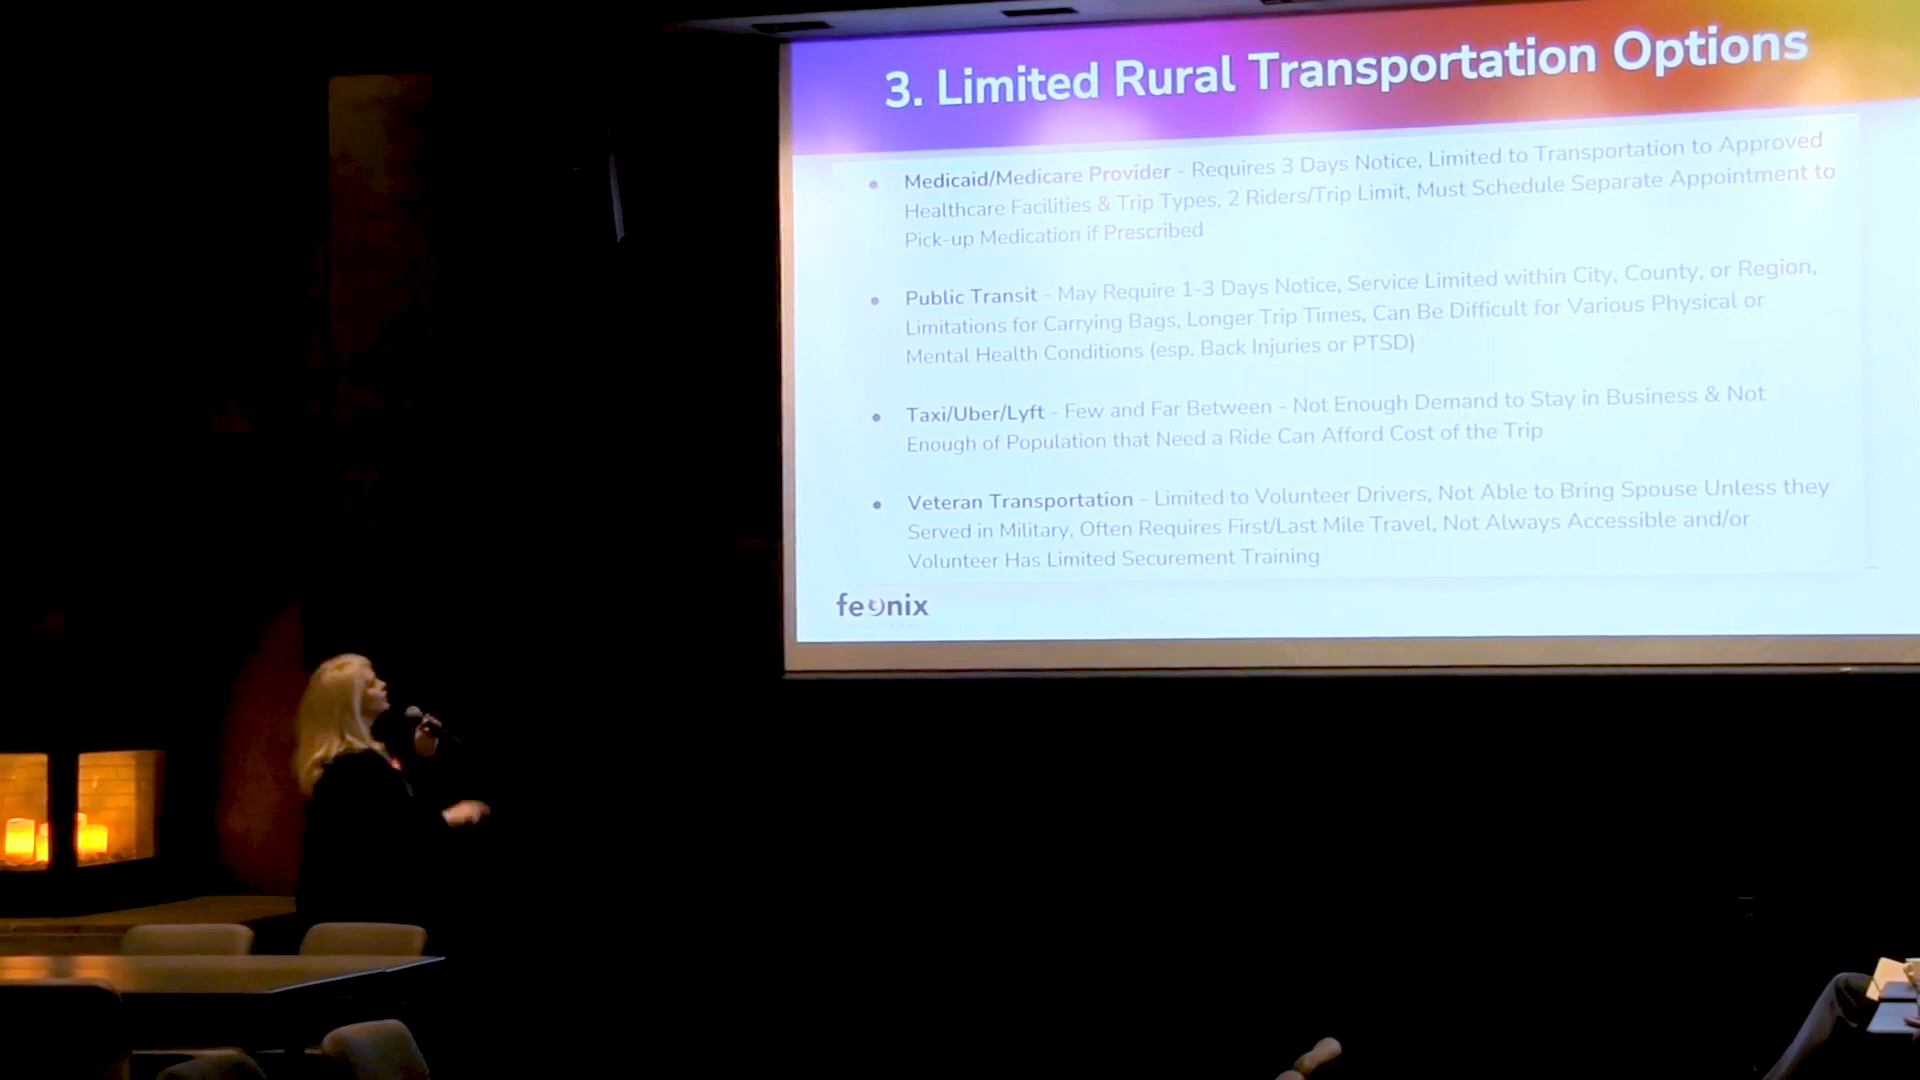 3. Limited Rural Transportation Options
• Medicaid/Medicare Provider - Requires 3 Days Notice, Limited to Transportation to Approved
Healthcare Facilities & Trip Types, 2 Riders/Trip Limit, Must Schedule Separate Appointment to
Pick-up Medication if Prescribed
• Public Transit - May Require 1-3 Days Notice, Service Limited within City, County, or Region,
Limitations for Carrying Bags, Longer Trip Times, Can Be Difficult for Various Physical or
Mental Health Conditions (esp. Back Injuries or PTSD)
• Taxi/Uber/Lyft - Few and Far Between - Not Enough Demand to Stay in Business & Not
Enough of Population that Need a Ride Can Afford Cost of the Trip
• Veteran Transportation - Limited to Volunteer Drivers, Not Able to Bring Spouse Unless they
Served in Military, Often Requires First/Last Mile Travel, Not Always Accessible and/or
Volunteer Has Limited Securement Training
feonix